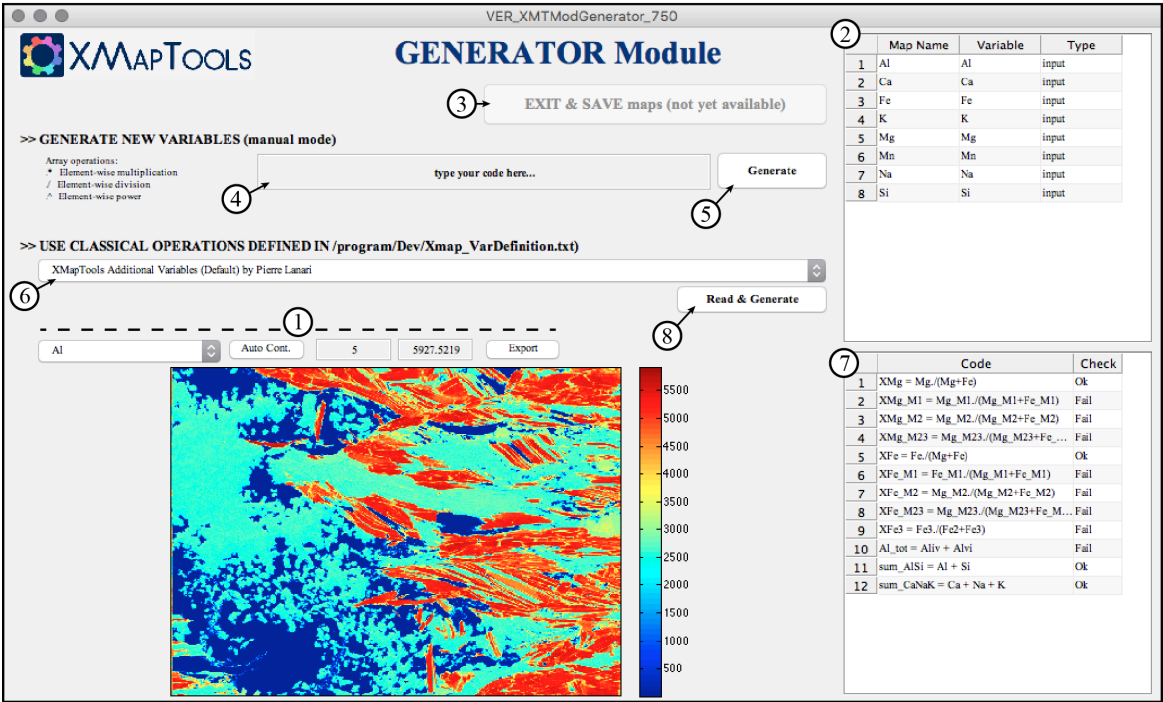 VER_XMTModGenerator_750
XMAPTOOLS
GENERATOR Module
3
EXIT & SAVE maps (not yet available)
>> GENERATE NEW VARIABLES (manual mode)
Array operations:
.* Element-wise multiplication
./ Element-wise division
.^ Element-wise power
type your code here...
Generate
4
5
>> USE CLASSICAL OPERATIONS DEFINED IN /program/Dev/Xmap_VarDefinition.txt)
XMapTools Additional Variables (Default) by Pierre Lanari
6
Read & Generate
8
1
Al
Auto Cont.
5
5927.5219
Export
5500
5000
4500
4000
3500
3000
2500
2000
1500
1000
500
2
Map Name Variable Type
1 Al Al input
2 Ca Ca input
3 Fe Fe input
4 K K input
5 Mg Mg input
6 Mn Mn input
7 Na Na input
8 Si Si input
7
Code Check
1 XMg = Mg./(Mg+Fe) Ok
2 XMg_M1 = Mg_M1./(Mg_M1+Fe_M1) Fail
3 XMg_M2 = Mg_M2./(Mg_M2+Fe_M2) Fail
4 XMg_M23 = Mg_M23./(Mg_M23+Fe_... Fail
5 XFe = Fe./(Mg+Fe) Ok
6 XFe_M1 = Fe_M1./(Mg_M1+Fe_M1) Fail
7 XFe_M2 = Mg_M2./(Mg_M2+Fe_M2) Fail
8 XFe_M23 = Mg_M23./(Mg_M23+Fe_M... Fail
9 XFe3 = Fe3./(Fe2+Fe3) Fail
10 Al_tot = Aliv + Alvi Fail
11 sum_AlSi = Al + Si Ok
12 sum_CaNaK = Ca + Na + K Ok